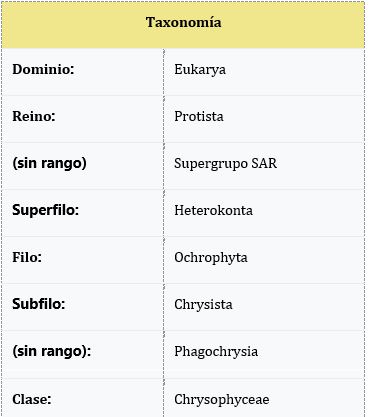 Taxonomía
Dominio: Eukarya
Reino: Protista
(sin rango) Supergrupo SAR
Superfilo: Heterokonta
Filo: Ochrophyta
Subfilo: Chrysista
(sin rango): Phagochrysia
Clase: Chrysophyceae